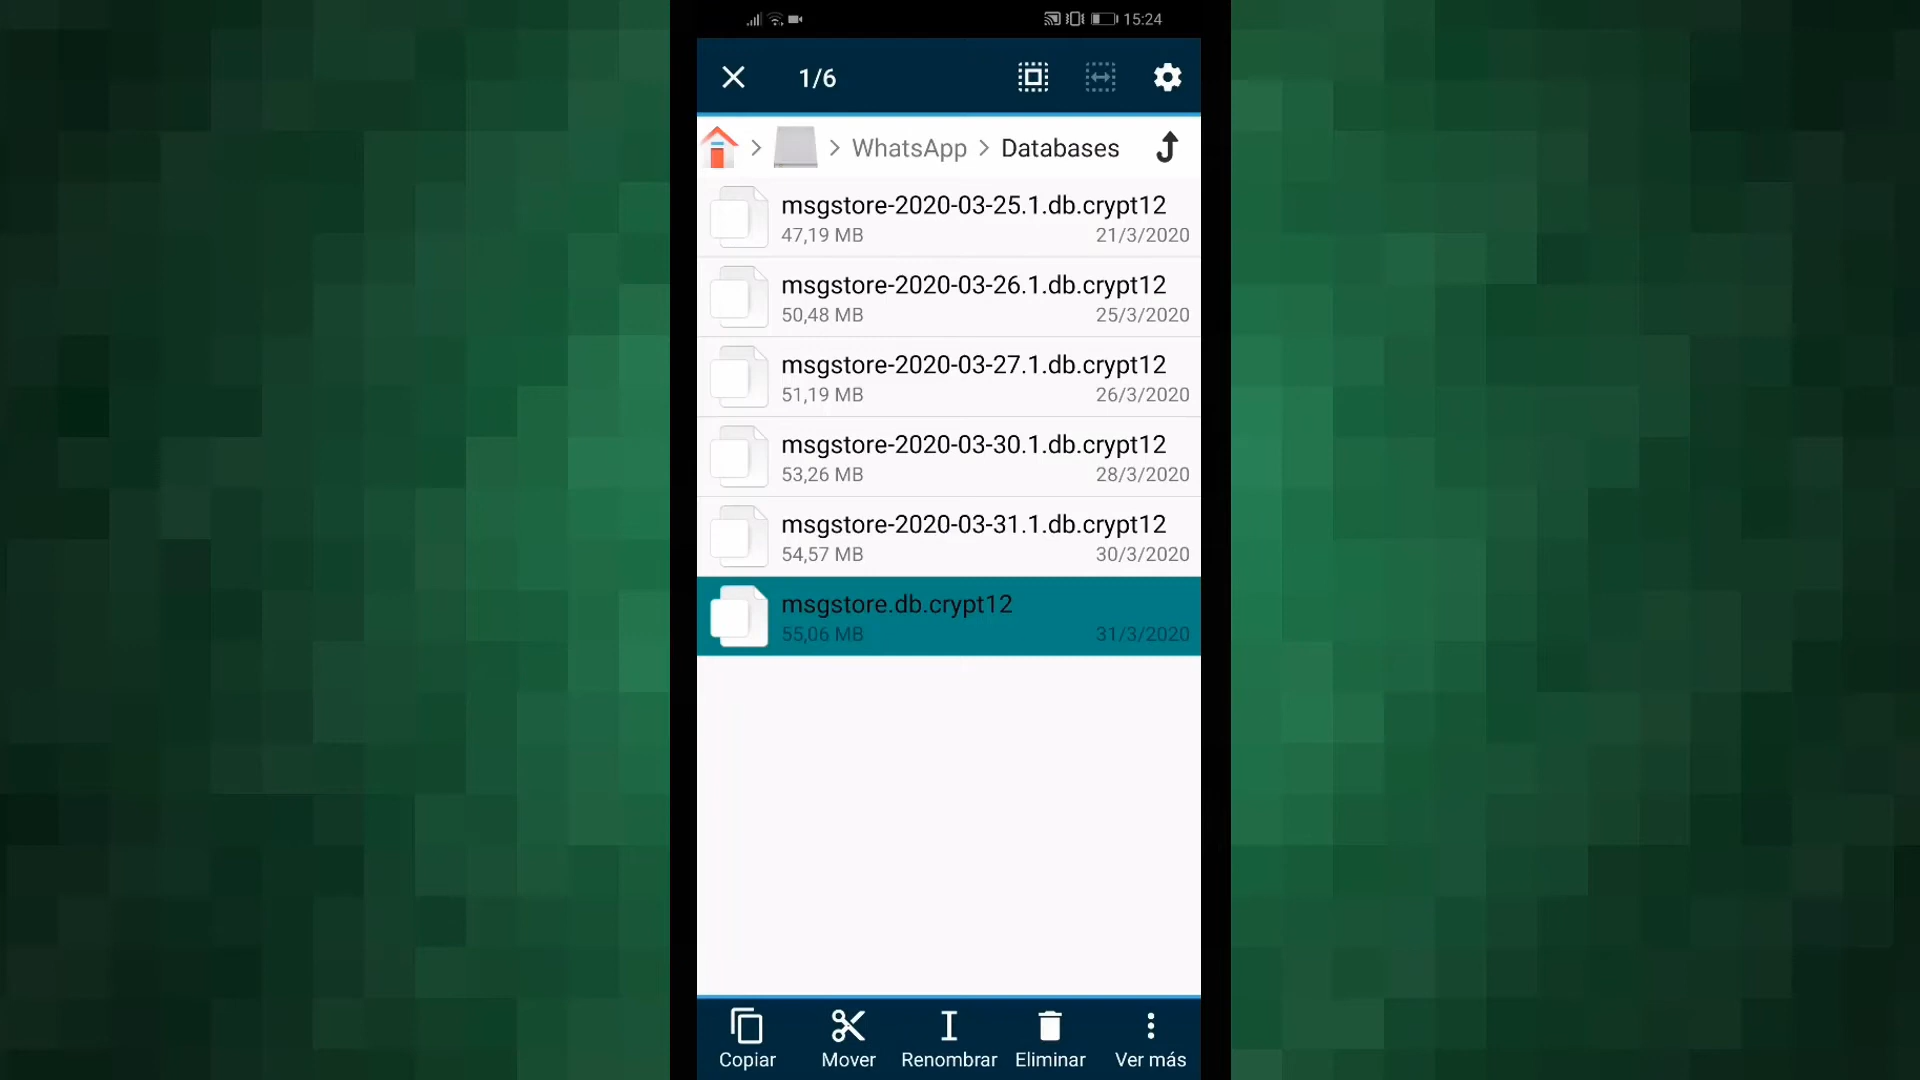 15:24
1/6
WhatsApp > Databases
msgstore-2020-03-25.1.db.crypt12
47,19 MB 21/3/2020
msgstore-2020-03-26.1.db.crypt12
50,48 MB 25/3/2020
msgstore-2020-03-27.1.db.crypt12
51,19 MB 26/3/2020
msgstore-2020-03-30.1.db.crypt12
53,26 MB 28/3/2020
msgstore-2020-03-31.1.db.crypt12
54,57 MB 30/3/2020
msgstore.db.crypt12
55,06 MB 31/3/2020
Copiar Mover Renombrar Eliminar Ver más